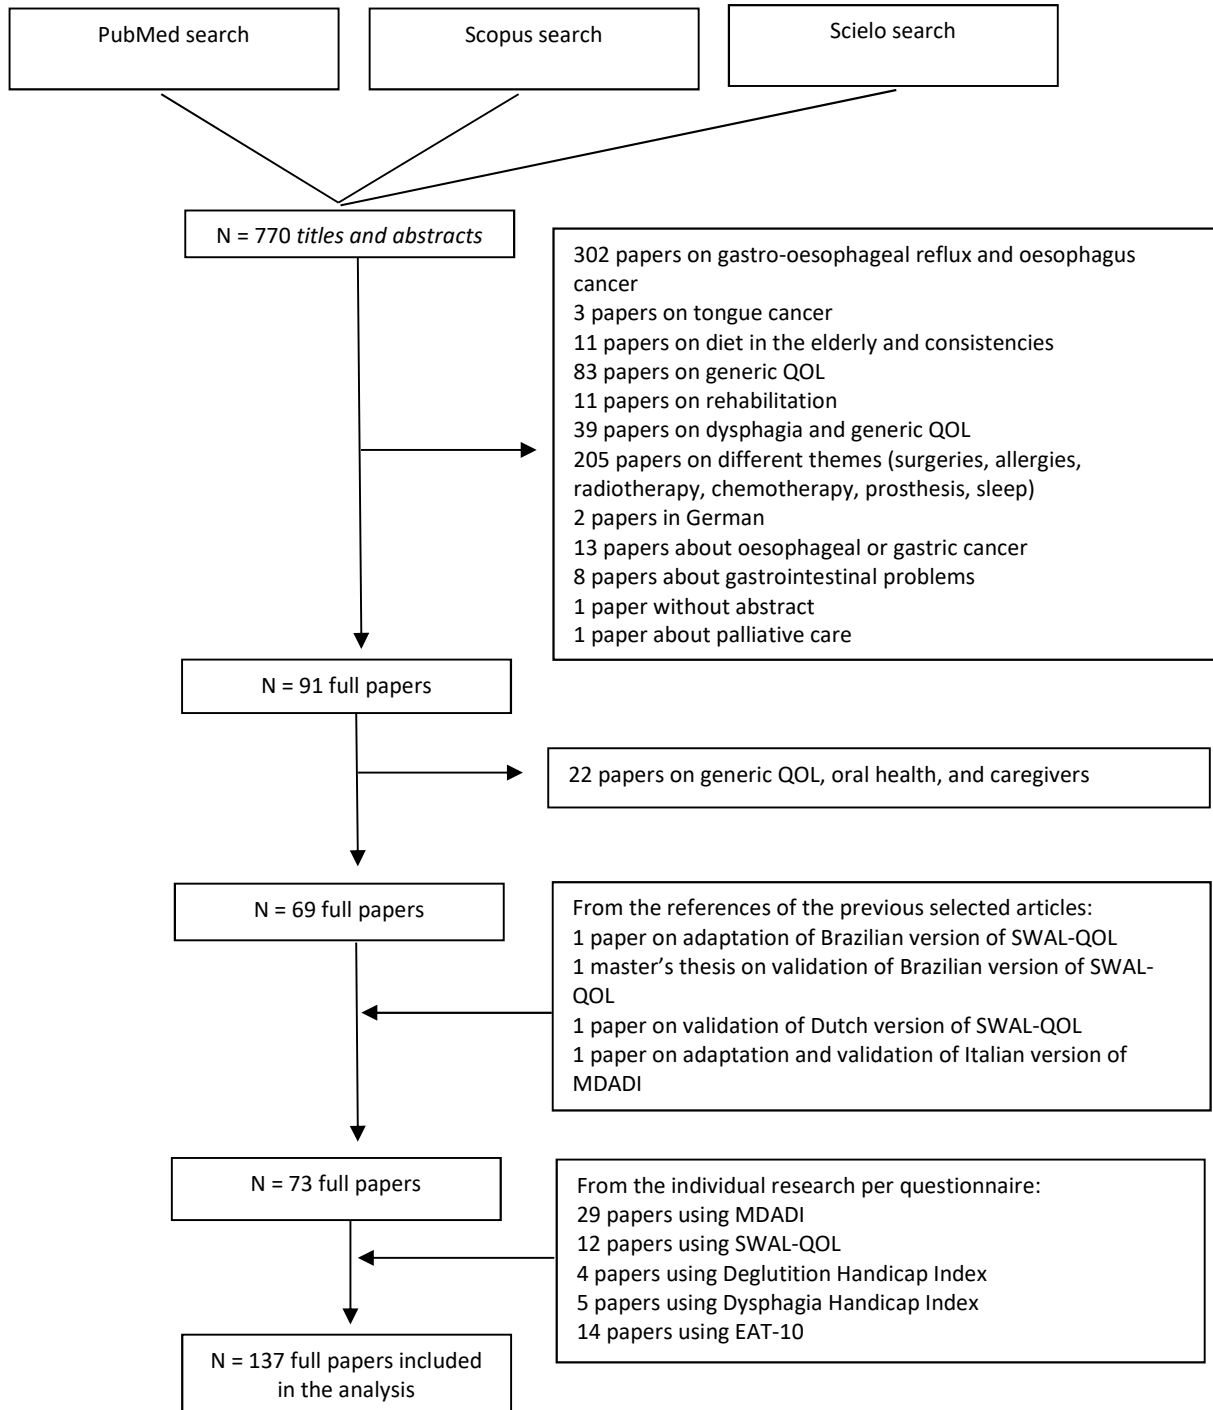 PubMed search
Scopus search
Scielo search
N = 770 titles and abstracts
302 papers on gastro-oesophageal reflux and oesophagus
cancer
3 papers on tongue cancer
11 papers on diet in the elderly and consistencies
83 papers on generic QOL
11 papers on rehabilitation
39 papers on dysphagia and generic QOL
205 papers on different themes (surgeries, allergies,
radiotherapy, chemotherapy, prosthesis, sleep)
2 papers in German
13 papers about oesophageal or gastric cancer
8 papers about gastrointestinal problems
1 paper without abstract
1 paper about palliative care
N = 91 full papers
22 papers on generic QOL, oral health, and caregivers
N = 69 full papers
From the references of the previous selected articles:
1 paper on adaptation of Brazilian version of SWAL-QOL
1 master’s thesis on validation of Brazilian version of SWAL-
QOL
1 paper on validation of Dutch version of SWAL-QOL
1 paper on adaptation and validation of Italian version of
MDADI
N = 73 full papers
From the individual research per questionnaire:
29 papers using MDADI
12 papers using SWAL-QOL
4 papers using Deglutition Handicap Index
5 papers using Dysphagia Handicap Index
14 papers using EAT-10
N = 137 full papers included
in the analysis